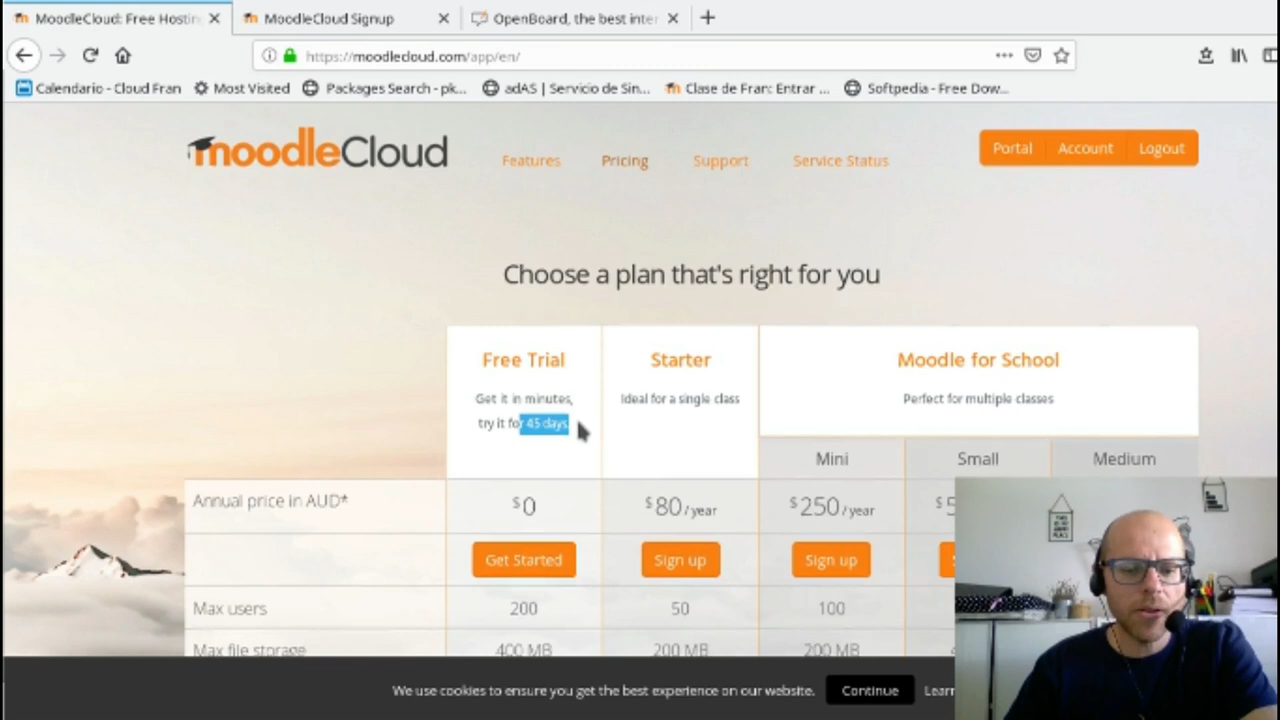 MoodleCloud: Free Hostin
MoodleCloud Signup
OpenBoard, the best inter
https://moodlecloud.com/app/en/
Calendario - Cloud Fran
Most Visited
Packages Search - pk...
adAS | Servicio de Sin...
Clase de Fran: Entrar ...
Softpedia - Free Dow...
moodleCloud
Features
Pricing
Support
Service Status
Portal
Account
Logout
Choose a plan that's right for you
Free Trial
Get it in minutes,
try it for 45 days
Starter
Ideal for a single class
Moodle for School
Perfect for multiple classes
Mini
Small
Medium
Annual price in AUD*
$0
$80/year
$250/year
$5
Get Started
Sign up
Sign up
S
Max users
200
50
100
Max file storage
400 MB
200 MB
200 MB
We use cookies to ensure you get the best experience on our website.
Continue
Learn